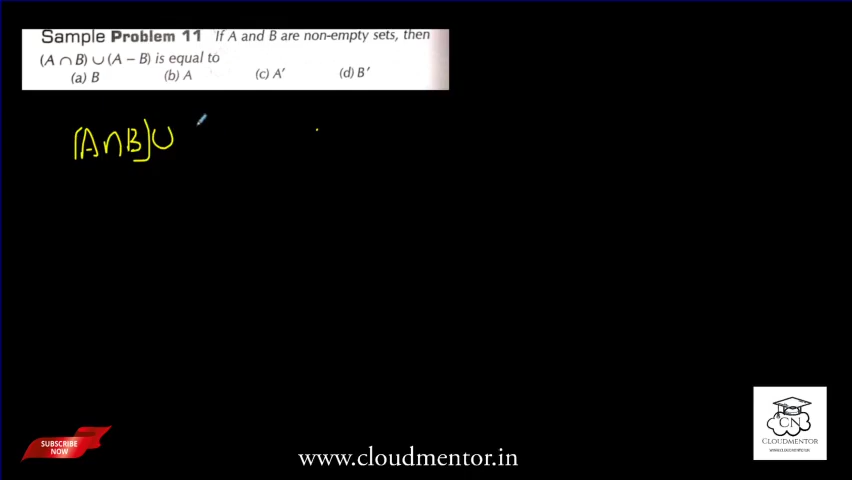 Sample Problem 11 If A and B are non-empty sets, then
(A ∩ B) ∪ (A − B) is equal to
(a) B (b) A (c) A′ (d) B′
(A∩B)∪
SUBSCRIBE
NOW
CN
CLOUDMENTOR
www.cloudmentor.in